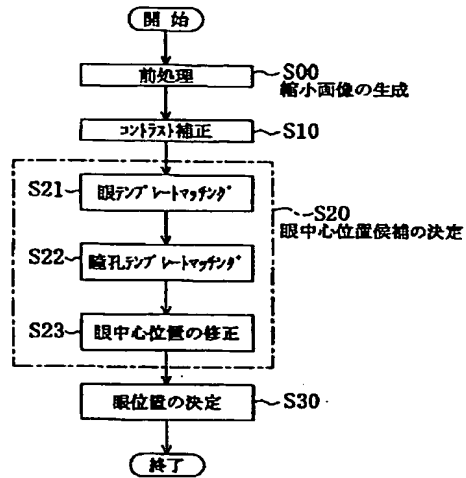 開始
前処理
S00
縮小画像の生成
コントラスト補正
S10
S21
眼テンプレートマッチング
S20
眼中心位置候補の決定
S22
瞳孔テンプレートマッチング
S23
眼中心位置の修正
眼位置の決定
S30
終了